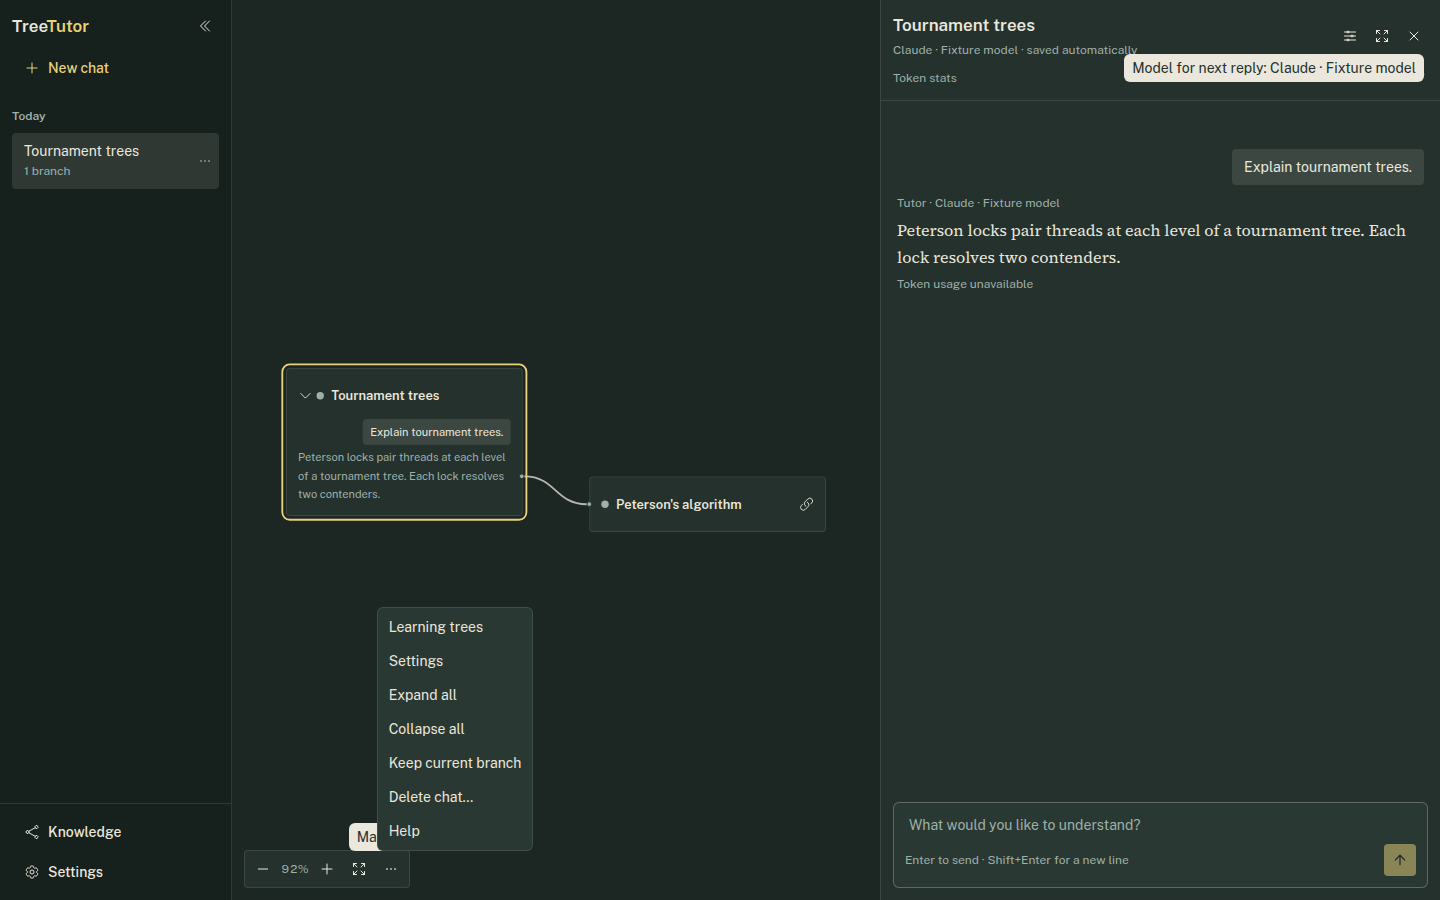 TreeTutor
New chat
Today
Tournament trees
1 branch
Knowledge
Settings
Tournament trees
Explain tournament trees.
Peterson locks pair threads at each level
of a tournament tree. Each lock resolves
two contenders.
Peterson's algorithm
Learning trees
Settings
Expand all
Collapse all
Keep current branch
Delete chat...
Help
92%
Tournament trees
Claude · Fixture model · saved automatically
Model for next reply: Claude · Fixture model
Token stats
Explain tournament trees.
Tutor · Claude · Fixture model
Peterson locks pair threads at each level of a tournament tree. Each
lock resolves two contenders.
Token usage unavailable
What would you like to understand?
Enter to send · Shift+Enter for a new line